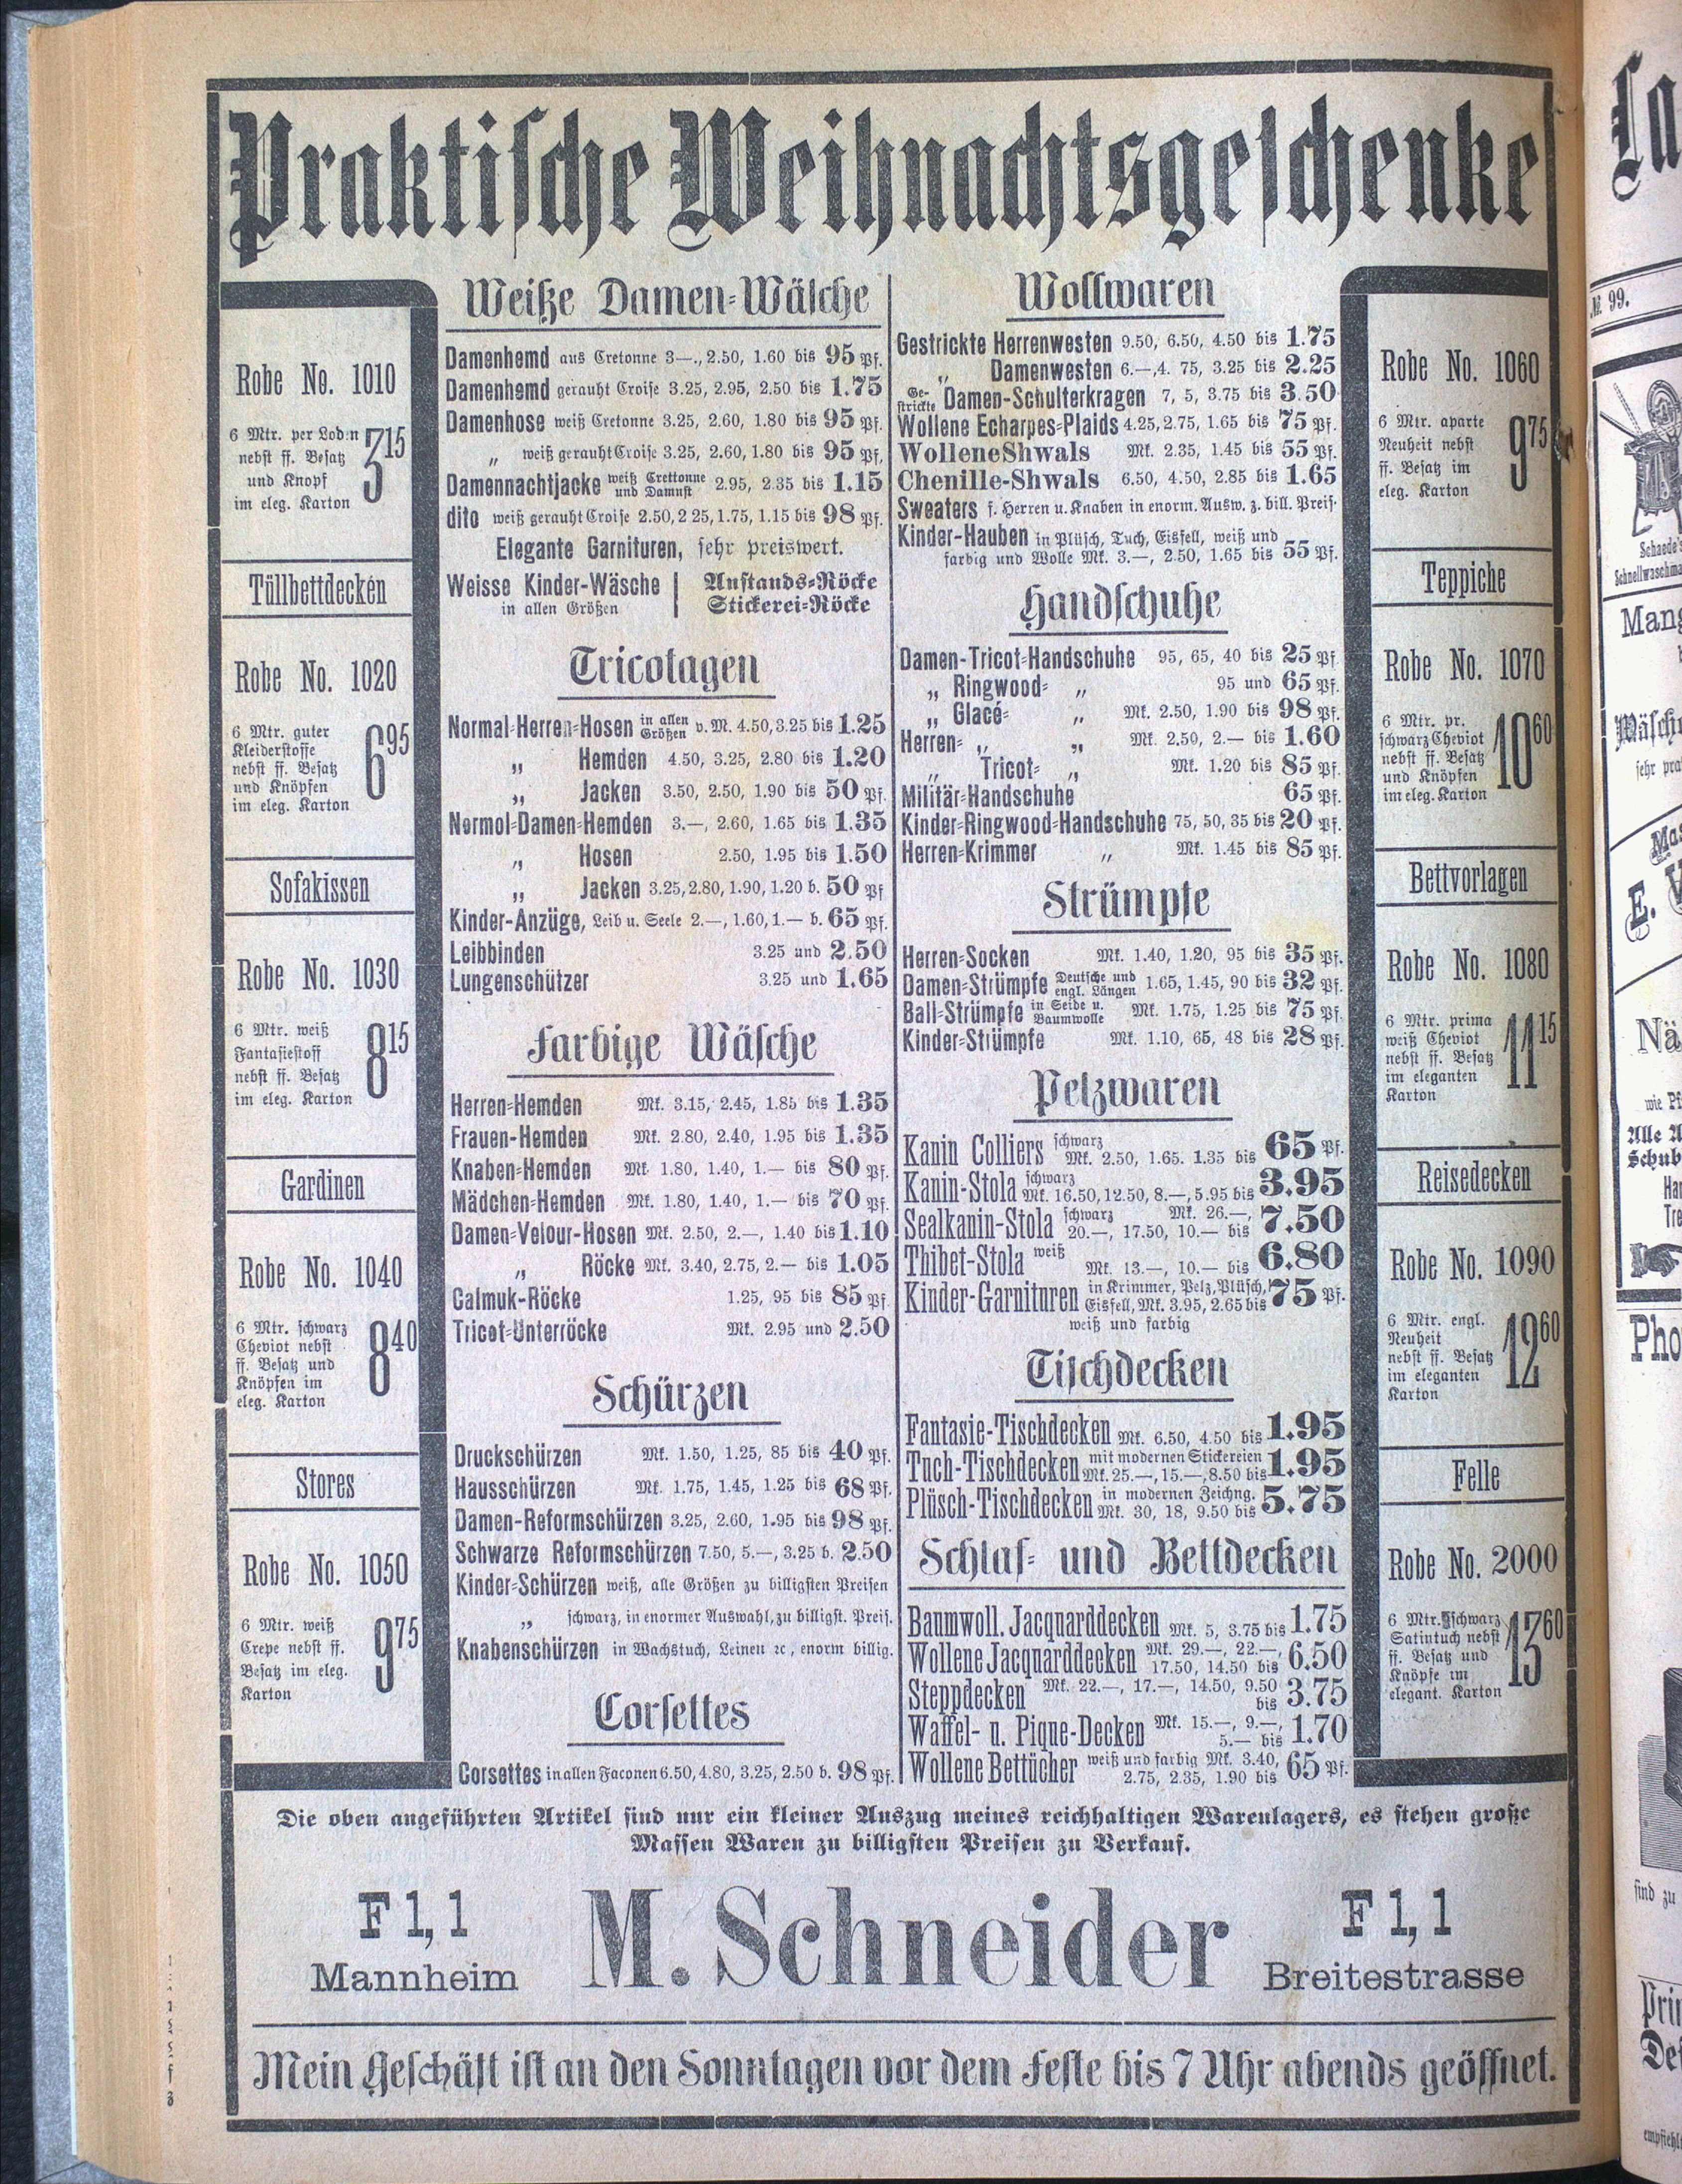 Praktische Weihnachtsgeschenke
Robe No. 1010
6 Mtr. per Loden
nebst ff. Besatz
und Knopf
im eleg. Karton
5 15
Tüllbettdecken
Robe No. 1020
6 Mtr. guter
Kleiderstoffe
nebst ff. Besatz
und Knöpfen
im eleg. Karton
6 95
Sofakissen
Robe No. 1030
6 Mtr. weiß
Fantasiestoff
nebst ff. Besatz
im eleg. Karton
8 15
Gardinen
Robe No. 1040
6 Mtr. schwarz
Cheviot nebst
ff. Besatz und
Knöpfen im
eleg. Karton
8 40
Stores
Robe No. 1050
6 Mtr. weiß
Crepe nebst ff.
Besatz im eleg.
Karton
9 75
Weiße Damen-Wäsche
Damenhemd aus Cretonne 3—., 2.50, 1.60 bis 95 Pf.
Damenhemd gerauht Croise 3.25, 2.95, 2.50 bis 1.75
Damenhose weiß Cretonne 3.25, 2.60, 1.80 bis 95 Pf.
„ weiß gerauht Croise 3.25, 2.60, 1.80 bis 95 Pf.
Damennachtjacke weiß Crettonne und Damast 2.95, 2.35 bis 1.15
dito weiß gerauht Croise 2.50, 2 25, 1.75, 1.15 bis 98 Pf.
Elegante Garnituren, sehr preiswert.
Weisse Kinder-Wäsche
in allen Größen
Anstands-Röcke
Stickerei-Röcke
Tricotagen
Normal-Herren-Hosen in allen Größen v. M. 4.50, 3.25 bis 1.25
„ Hemden 4.50, 3.25, 2.80 bis 1.20
„ Jacken 3.50, 2.50, 1.90 bis 50 Pf.
Normol-Damen-Hemden 3.—, 2.60, 1.65 bis 1.35
„ Hosen 2.50, 1.95 bis 1.50
„ Jacken 3.25, 2.80, 1.90, 1.20 b. 50 Pf
Kinder-Anzüge, Leib u. Seele 2.—, 1.60, 1.— b. 65 Pf.
Leibbinden 3.25 und 2.50
Lungenschützer 3.25 und 1.65
Farbige Wäsche
Herren-Hemden Mk. 3.15, 2.45, 1.85 bis 1.35
Frauen-Hemden Mk. 2.80, 2.40, 1.95 bis 1.35
Knaben-Hemden Mk. 1.80, 1.40, 1.— bis 80 Pf.
Mädchen-Hemden Mk. 1.80, 1.40, 1.— bis 70 Pf.
Damen-Velour-Hosen Mk. 2.50, 2.—, 1.40 bis 1.10
„ Röcke Mk. 3.40, 2.75, 2.— bis 1.05
Calmuk-Röcke 1.25, 95 bis 85 Pf
Tricot-Unterröcke Mk. 2.95 und 2.50
Schürzen
Druckschürzen Mk. 1.50, 1.25, 85 bis 40 Pf.
Hausschürzen Mk. 1.75, 1.45, 1.25 bis 68 Pf.
Damen-Reformschürzen 3.25, 2.60, 1.95 bis 98 Pf.
Schwarze Reformschürzen 7.50, 5.—, 3.25 b. 2.50
Kinder-Schürzen weiß, alle Größen zu billigsten Preisen
„ schwarz, in enormer Auswahl, zu billigst. Preis.
Knabenschürzen in Wachstuch, Leinen ꝛc, enorm billig.
Corsettes
Corsettes in allen Faconen 6.50, 4.80, 3.25, 2.50 b. 98 Pf.
Wollwaren
Gestrickte Herrenwesten 9.50, 6.50, 4.50 bis 1.75
„ Damenwesten 6.—,4. 75, 3.25 bis 2.25
Ge-strickte Damen-Schulterkragen 7, 5, 3.75 bis 3.50
Wollene Echarpes-Plaids 4.25, 2.75, 1.65 bis 75 Pf.
Wollene Shwals Mk. 2.35, 1.45 bis 55 Pf.
Chenille-Shwals 6.50, 4.50, 2.85 bis 1.65
Sweaters f. Herren u. Knaben in enorm. Ausw. z. bill. Preis.
Kinder-Hauben in Plüsch, Tuch, Eisfell, weiß und
farbig und Wolle Mk. 3.—, 2.50, 1.65 bis 55 Pf.
Handschuhe
Damen-Tricot-Handschuhe 95, 65, 40 bis 25 Pf
„ Ringwood- „ 95 und 65 Pf.
„ Glacé- „ Mk. 2.50, 1.90 bis 98 Pf.
Herren- „ „ Mk. 2.50, 2.— bis 1.60
„ Tricot- „ Mk. 1.20 bis 85 Pf.
Militär-Handschuhe 65 Pf.
Kinder-Ringwood-Handschuhe 75, 50, 35 bis 20 Pf.
Herren-Krimmer „ Mk. 1.45 bis 85 Pf.
Strümpfe
Herren-Socken Mk. 1.40, 1.20, 95 bis 35 Pf.
Damen-Strümpfe Deutsche und engl. Längen 1.65, 1.45, 90 bis 32 Pf.
Ball-Strümpfe in Seide u. Baumwolle Mk. 1.75, 1.25 bis 75 Pf.
Kinder-Strümpfe Mk. 1.10, 65, 48 bis 28 Pf.
Pelzwaren
Kanin Colliers schwarz Mk. 2.50, 1.65. 1.35 bis 65 Pf.
Kanin-Stola schwarz Mk. 16.50, 12.50, 8.—, 5.95 bis 3.95
Sealkanin-Stola schwarz Mk. 26.—, 20.—, 17.50, 10.— bis 7.50
Thibet-Stola weiß Mk. 13.—, 10.— bis 6.80
Kinder-Garnituren in Krimmer, Pelz, Plüsch, Eisfell, Mk. 3.95, 2.65 bis 75 Pf.
weiß und farbig
Tischdecken
Fantasie-Tischdecken Mk. 6.50, 4.50 bis 1.95
Tuch-Tischdecken mit modernen Stickereien Mk. 25.—, 15.—, 8.50 bis 1.95
Plüsch-Tischdecken in modernen Zeichng. Mk. 30, 18, 9.50 bis 5.75
Schlaf- und Bettdecken
Baumwoll. Jacquarddecken Mk. 5, 3.75 bis 1.75
Wollene Jacquarddecken Mk. 29.—, 22.—, 17.50, 14.50 bis 6.50
Steppdecken Mk. 22.—, 17.—, 14.50, 9.50 bis 3.75
Waffel- u. Pique-Decken Mk. 15.—, 9.—, 5.— bis 1.70
Wollene Bettücher weiß und farbig Mk. 3.40, 2.75, 2.35, 1.90 bis 65 Pf.
Robe No. 1060
6 Mtr. aparte
Neuheit nebst
ff. Besatz im
eleg. Karton
9 75
Teppiche
Robe No. 1070
6 Mtr. pr.
schwarz Cheviot
nebst ff. Besatz
und Knöpfen
im eleg. Karton
10 60
Bettvorlagen
Robe No. 1080
6 Mtr. prima
weiß Cheviot
nebst ff. Besatz
im eleganten
Karton
11 15
Reisedecken
Robe No. 1090
6 Mtr. engl.
Neuheit
nebst ff. Besatz
im eleganten
Karton
12 60
Felle
Robe No. 2000
6 Mtr. schwarz
Satintuch nebst
ff. Besatz und
Knöpfe im
elegant. Karton
13 60
Die oben angeführten Artikel sind nur ein kleiner Auszug meines reichhaltigen Warenlagers, es stehen große
Massen Waren zu billigsten Preisen zu Verkauf.
F 1, 1
Mannheim
M. Schneider
F 1, 1
Breitestrasse
Mein Geschäft ist an den Sonntagen vor dem Feste bis 7 Uhr abends geöffnet.
№ 99.